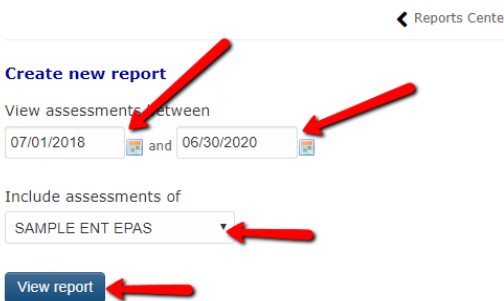 Reports Cente
Create new report
View assessments between
07/01/2018 and 06/30/2020
Include assessments of
SAMPLE ENT EPAS
View report